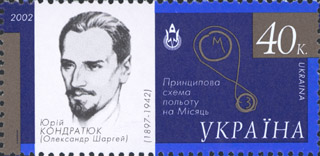 2002
Юрій
КОНДРАТЮК
(Олександр Шаргей)
(1897-1942)
40к.
UKRAINA
М
З
Принципова
схема
польоту
на Місяць
УКРАЇНА